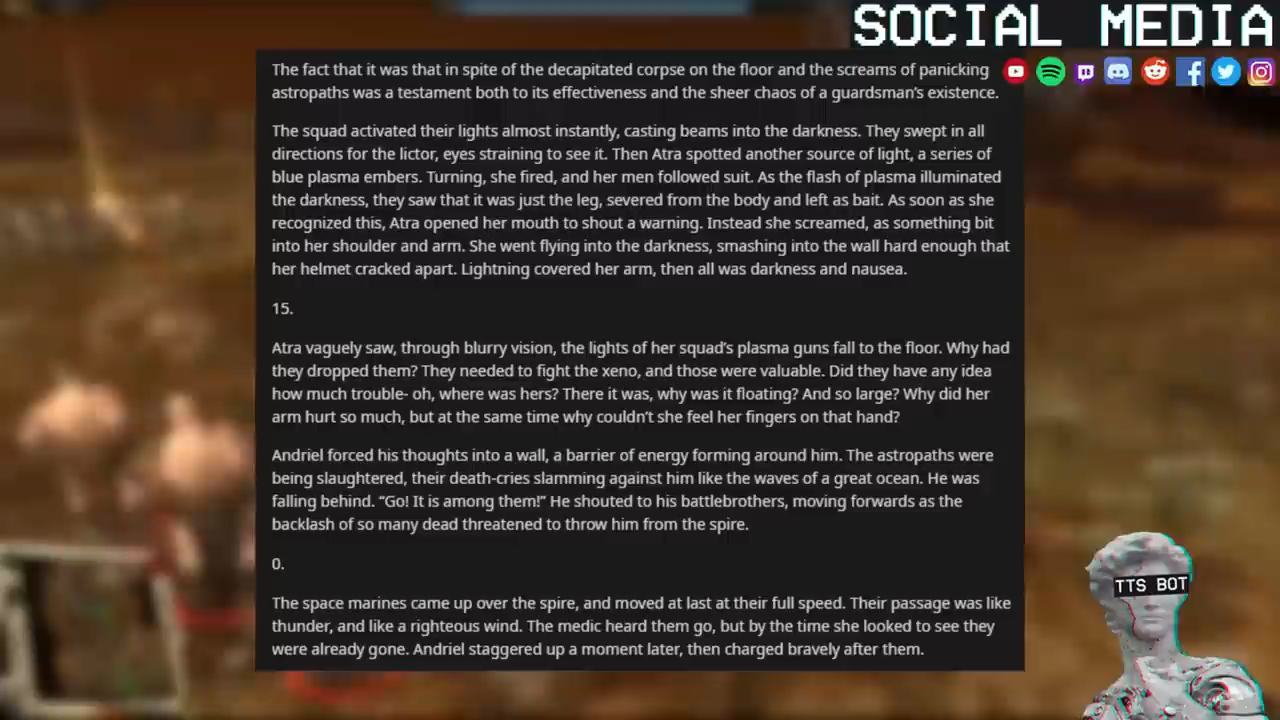 SOCIAL MEDIA
The fact that it was that in spite of the decapitated corpse on the floor and the screams of panicking
astropaths was a testament both to its effectiveness and the sheer chaos of a guardsman's existence.
The squad activated their lights almost instantly, casting beams into the darkness. They swept in all
directions for the lictor, eyes straining to see it. Then Atra spotted another source of light, a series of
blue plasma embers. Turning, she fired, and her men followed suit. As the flash of plasma illuminated
the darkness, they saw that it was just the leg, severed from the body and left as bait. As soon as she
recognized this, Atra opened her mouth to shout a warning. Instead she screamed, as something bit
into her shoulder and arm. She went flying into the darkness, smashing into the wall hard enough that
her helmet cracked apart. Lightning covered her arm, then all was darkness and nausea.
15.
Atra vaguely saw, through blurry vision, the lights of her squad's plasma guns fall to the floor. Why had
they dropped them? They needed to fight the xeno, and those were valuable. Did they have any idea
how much trouble- oh, where was hers? There it was, why was it floating? And so large? Why did her
arm hurt so much, but at the same time why couldn't she feel her fingers on that hand?
Andriel forced his thoughts into a wall, a barrier of energy forming around him. The astropaths were
being slaughtered, their death-cries slamming against him like the waves of a great ocean. He was
falling behind. "Go! It is among them!" He shouted to his battlebrothers, moving forwards as the
backlash of so many dead threatened to throw him from the spire.
0.
The space marines came up over the spire, and moved at last at their full speed. Their passage was like
thunder, and like a righteous wind. The medic heard them go, but by the time she looked to see they
were already gone. Andriel staggered up a moment later, then charged bravely after them.
TTS BOT